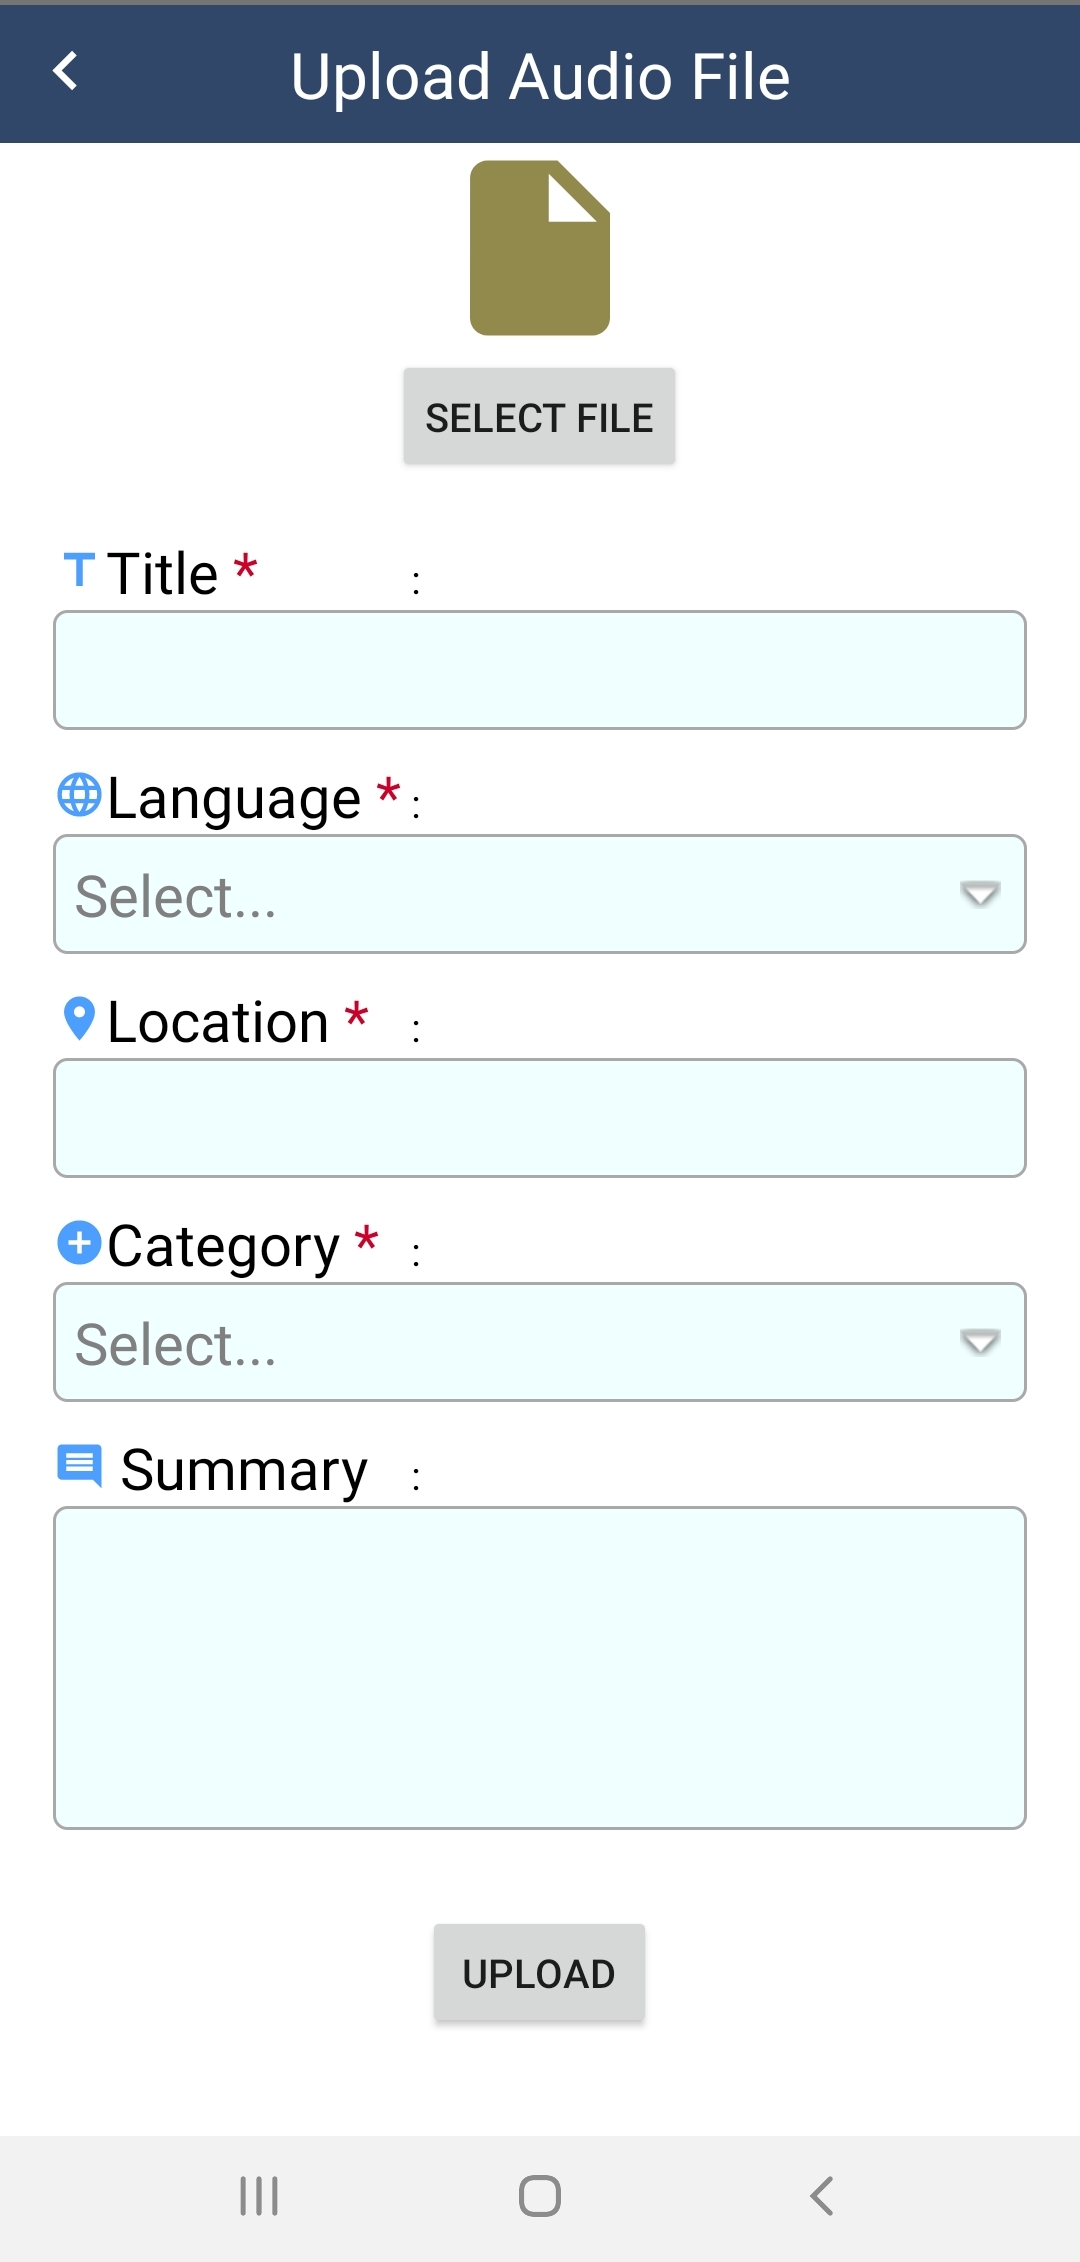 Upload Audio File
SELECT FILE
Title * :
Language * :
Select...
Location * :
Category * :
Select...
Summary :
UPLOAD